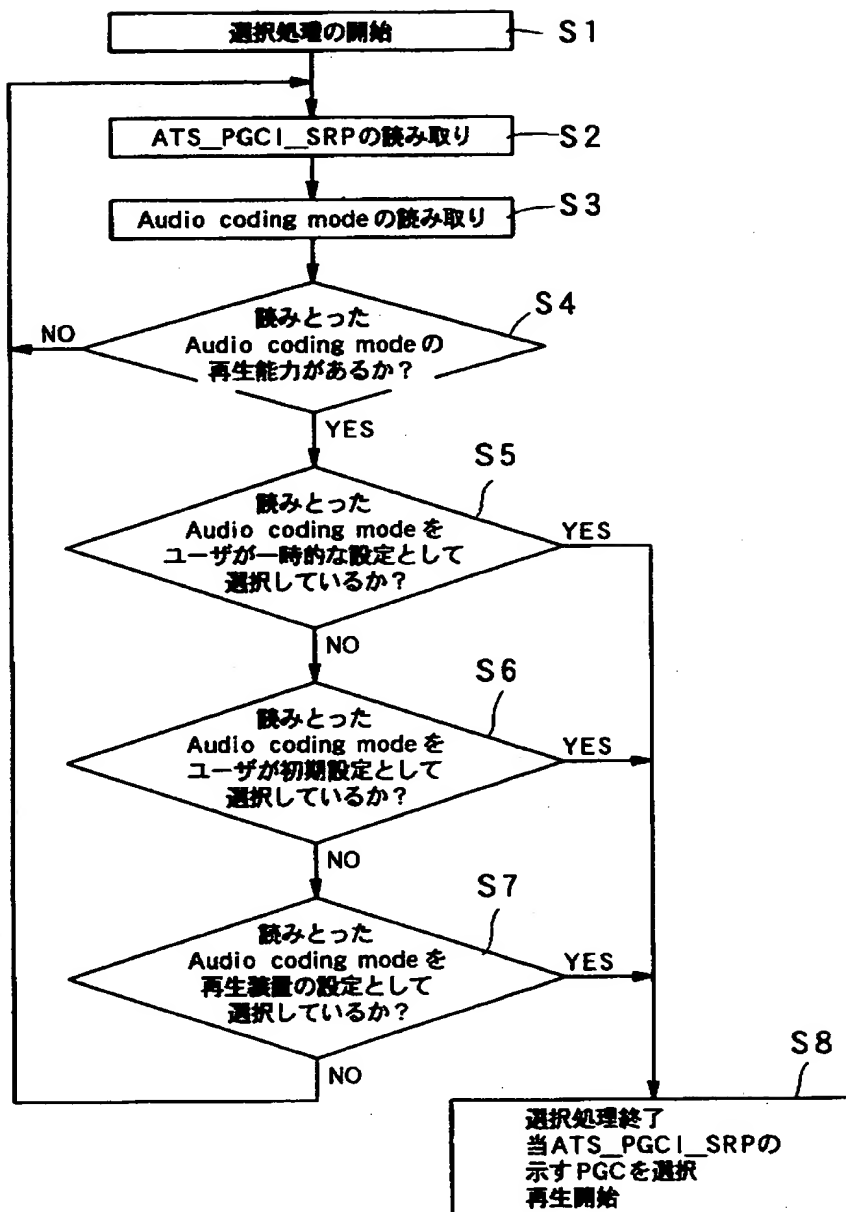 選択処理の開始
S1
ATS_PGCI_SRPの読み取り
S2
Audio coding modeの読み取り
S3
読みとった
Audio coding modeの
再生能力があるか?
S4
NO
YES
読みとった
Audio coding modeを
ユーザが一時的な設定として
選択しているか?
S5
YES
NO
読みとった
Audio coding modeを
ユーザが初期設定として
選択しているか?
S6
YES
NO
読みとった
Audio coding modeを
再生装置の設定として
選択しているか?
S7
YES
NO
S8
選択処理終了
当ATS_PGCI_SRPの
示すPGCを選択
再生開始